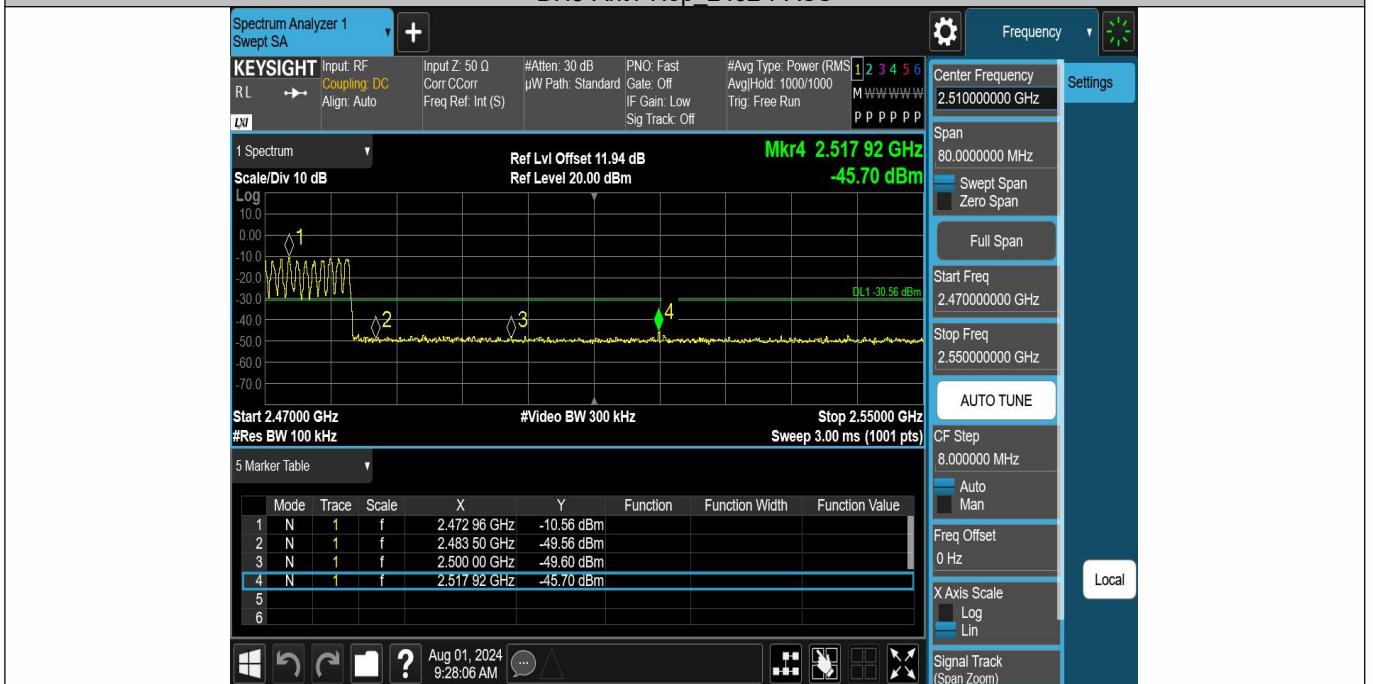 Spectrum Analyzer 1
Swept SA
+
Frequency
KEYSIGHT
RL
LXI
Input: RF
Coupling: DC
Align: Auto
Input Z: 50 Ω
Corr CCorr
Freq Ref: Int (S)
#Atten: 30 dB
µW Path: Standard
PNO: Fast
Gate: Off
IF Gain: Low
Sig Track: Off
#Avg Type: Power (RMS
Avg|Hold: 1000/1000
Trig: Free Run
1 2 3 4 5 6
M W W W W W
P P P P P P
Center Frequency
2.510000000 GHz
Settings
1 Spectrum
Scale/Div 10 dB
Ref Lvl Offset 11.94 dB
Ref Level 20.00 dBm
Mkr4 2.517 92 GHz
-45.70 dBm
Log
10.0
0.00
-10.0
-20.0
-30.0
-40.0
-50.0
-60.0
-70.0
1
2
3
4
DL1 -30.56 dBm
Start 2.47000 GHz
#Video BW 300 kHz
Stop 2.55000 GHz
#Res BW 100 kHz
Sweep 3.00 ms (1001 pts)
Span
80.0000000 MHz
Swept Span
Zero Span
Full Span
Start Freq
2.470000000 GHz
Stop Freq
2.550000000 GHz
AUTO TUNE
CF Step
8.000000 MHz
Auto
Man
Freq Offset
0 Hz
X Axis Scale
Log
Lin
Signal Track
(Span Zoom)
Local
5 Marker Table
Mode Trace Scale X Y Function Function Width Function Value
1 N 1 f 2.472 96 GHz -10.56 dBm
2 N 1 f 2.483 50 GHz -49.56 dBm
3 N 1 f 2.500 00 GHz -49.60 dBm
4 N 1 f 2.517 92 GHz -45.70 dBm
5
6
?
Aug 01, 2024
9:28:06 AM